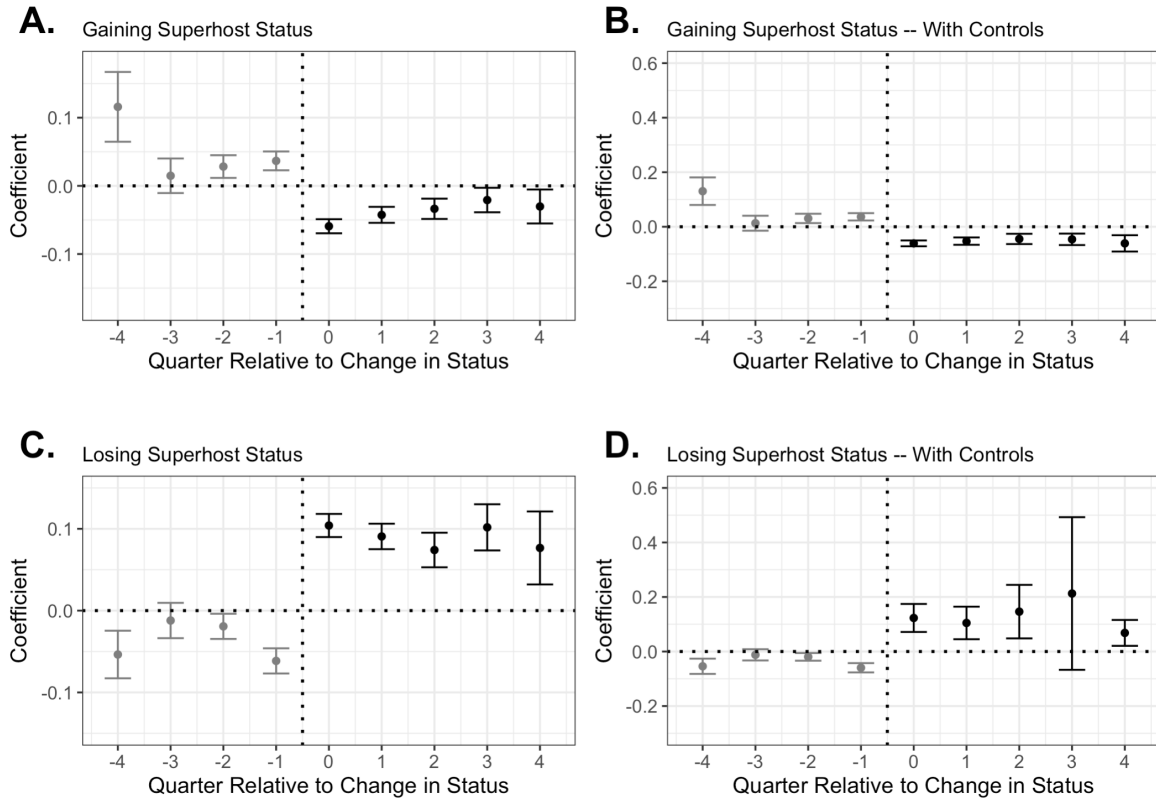 A.
Gaining Superhost Status
Coefficient
0.1
0.0
-0.1
-4 -3 -2 -1 0 1 2 3 4
Quarter Relative to Change in Status
B.
Gaining Superhost Status -- With Controls
Coefficient
0.6
0.4
0.2
0.0
-0.2
-4 -3 -2 -1 0 1 2 3 4
Quarter Relative to Change in Status
C.
Losing Superhost Status
Coefficient
0.1
0.0
-0.1
-4 -3 -2 -1 0 1 2 3 4
Quarter Relative to Change in Status
D.
Losing Superhost Status -- With Controls
Coefficient
0.6
0.4
0.2
0.0
-0.2
-4 -3 -2 -1 0 1 2 3 4
Quarter Relative to Change in Status